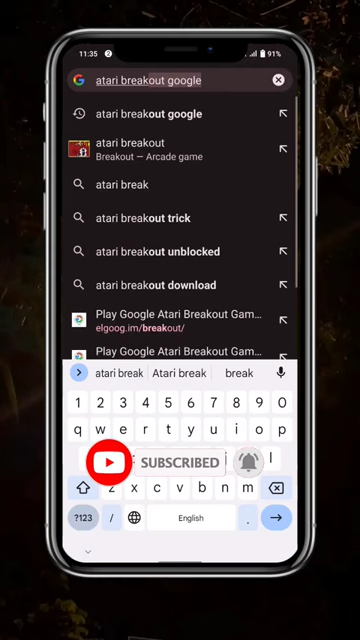 11:35 91%
atari breakout google
atari breakout google
atari breakout
Breakout — Arcade game
atari break
atari breakout trick
atari breakout unblocked
atari breakout download
Play Google Atari Breakout Gam...
elgoog.im/breakout/
Play Google Atari Breakout Gam...
atari break Atari break break
1 2 3 4 5 6 7 8 9 0
q w e r t y u i o p
l
SUBSCRIBED
z x c v b n m
?123 / English .